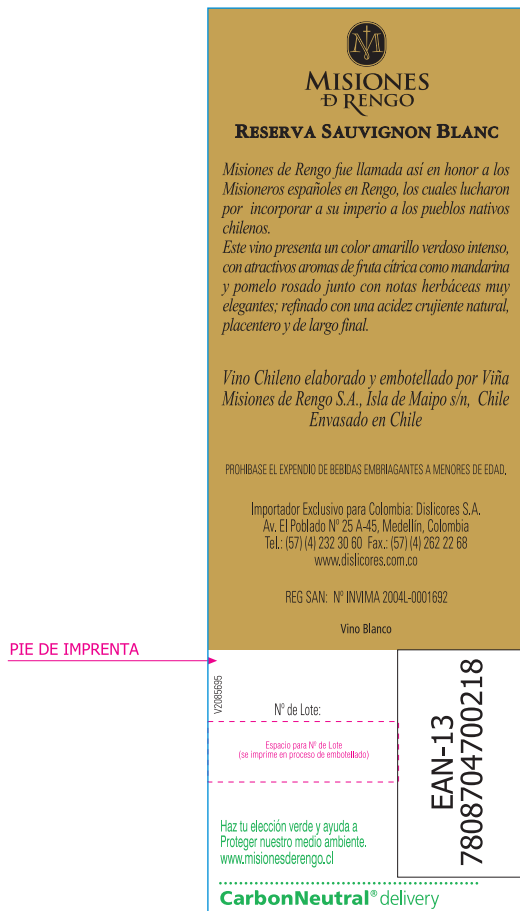 M
MISIONES
D RENGO
RESERVA SAUVIGNON BLANC
Misiones de Rengo fue llamada así en honor a los
Misioneros españoles en Rengo, los cuales lucharon
por incorporar a su imperio a los pueblos nativos
chilenos.
Este vino presenta un color amarillo verdoso intenso,
con atractivos aromas de fruta cítrica como mandarina
y pomelo rosado junto con notas herbáceas muy
elegantes; refinado con una acidez crujiente natural,
placentero y de largo final.
Vino Chileno elaborado y embotellado por Viña
Misiones de Rengo S.A., Isla de Maipo s/n, Chile
Envasado en Chile
PROHÍBASE EL EXPENDIO DE BEBIDAS EMBRIAGANTES A MENORES DE EDAD.
Importador Exclusivo para Colombia: Dislicores S.A.
Av. El Poblado Nº 25 A-45, Medellín, Colombia
Tel.: (57) (4) 232 30 60 Fax.: (57) (4) 262 22 68
www.dislicores.com.co
REG SAN: Nº INVIMA 2004L-0001692
Vino Blanco
PIE DE IMPRENTA
V2085695
Nº de Lote:
Espacio para Nº de Lote
(se imprime en proceso de embotellado)
EAN-13
7808704700218
Haz tu elección verde y ayuda a
Proteger nuestro medio ambiente.
www.misionesderengo.cl
CarbonNeutral® delivery